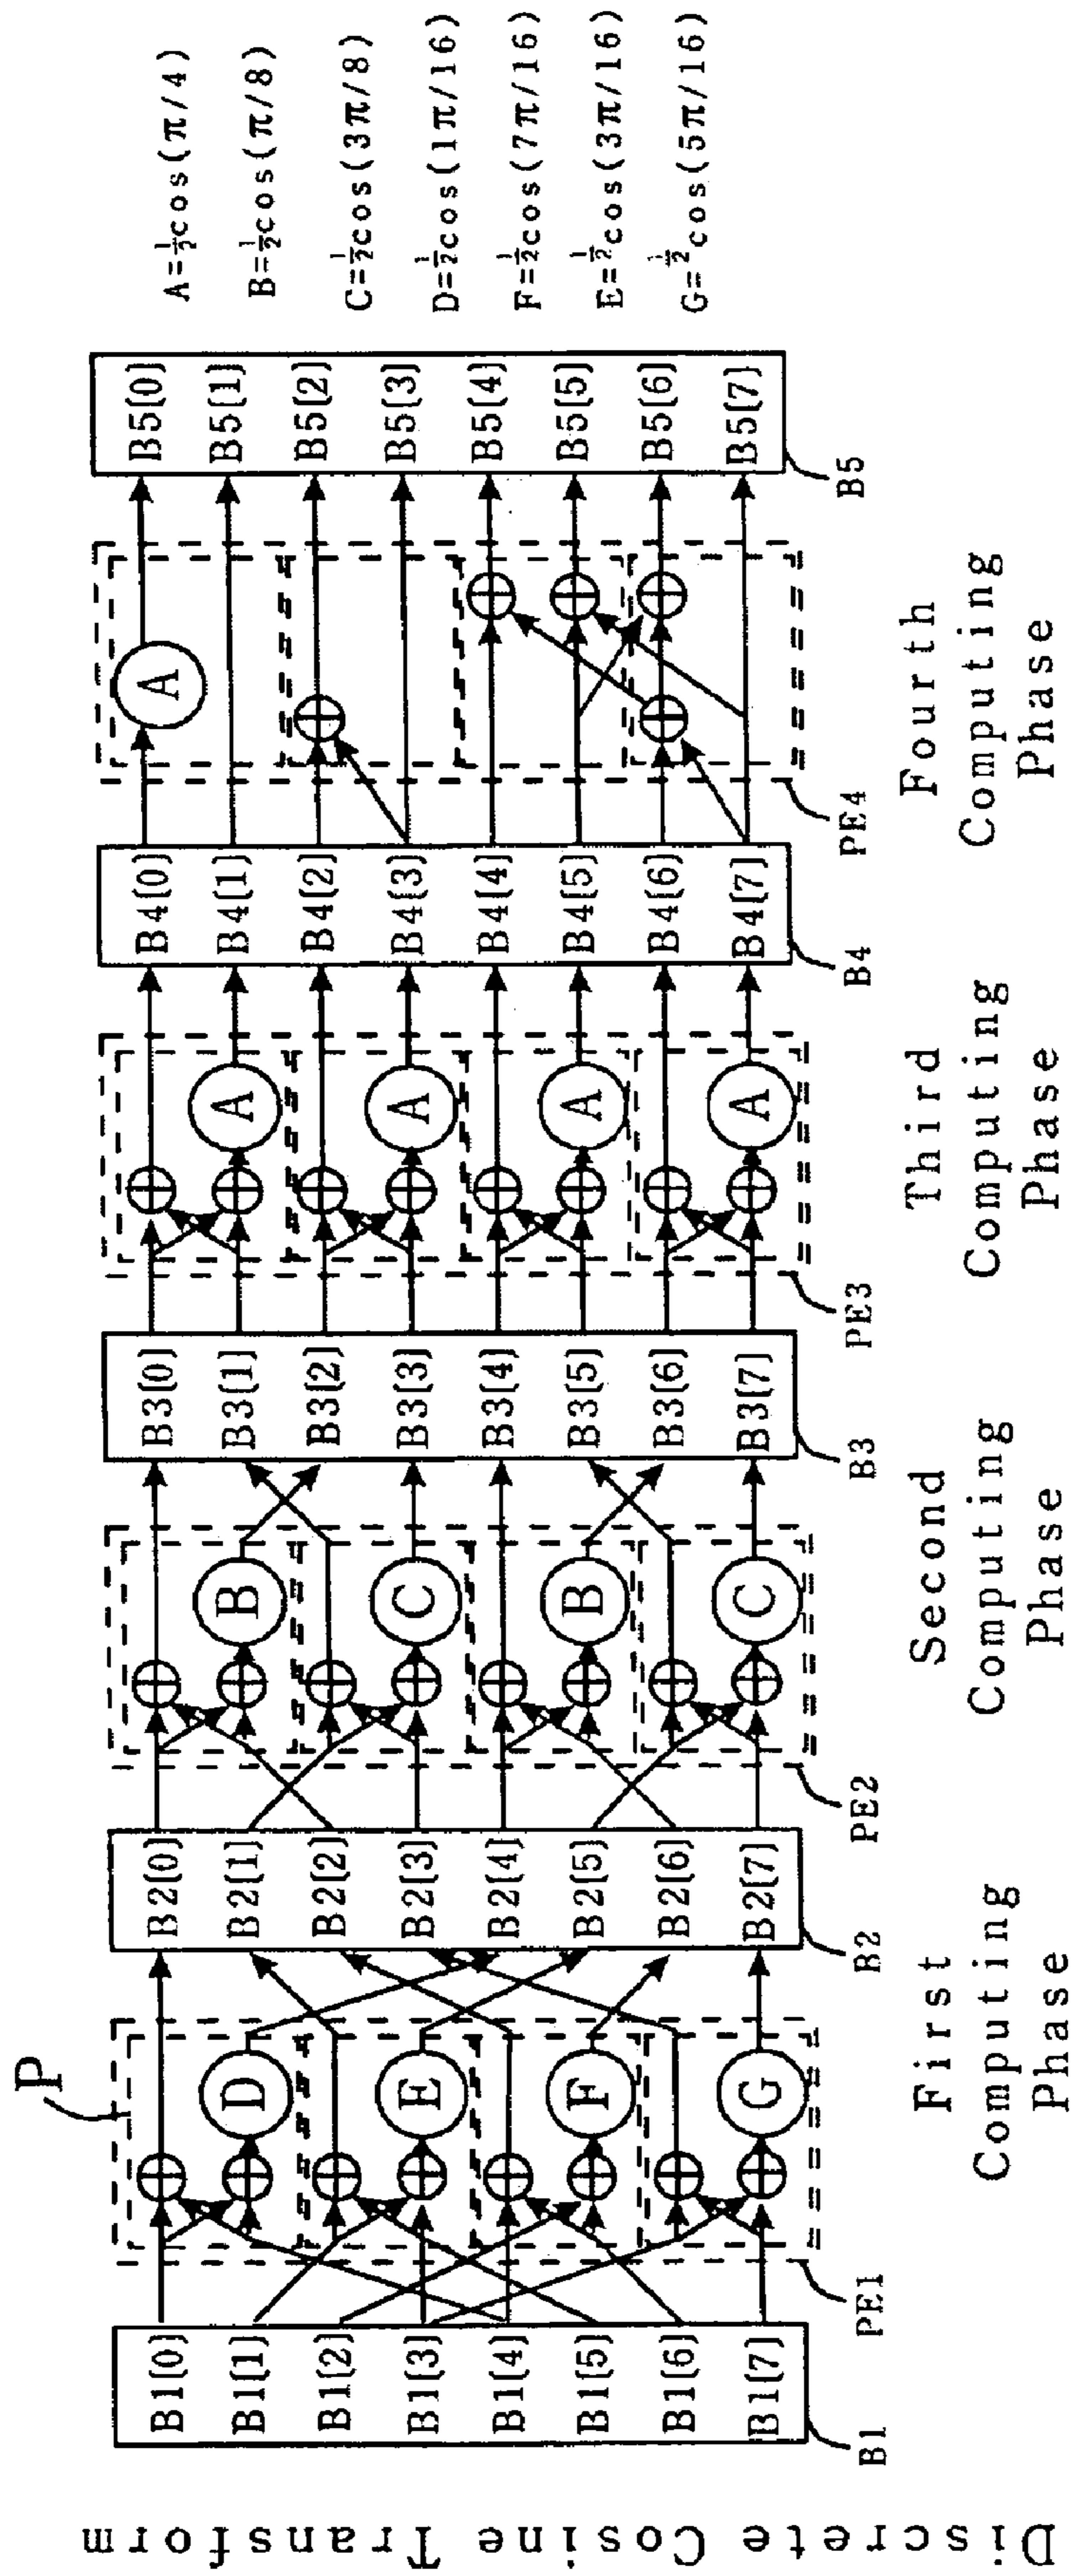 Discrete Cosine Transform
P
B1[0]
B1[1]
B1[2]
B1[3]
B1[4]
B1[5]
B1[6]
B1[7]
B1
D
E
F
G
PE1
First
Computing
Phase
B2[0]
B2[1]
B2[2]
B2[3]
B2[4]
B2[5]
B2[6]
B2[7]
B2
B
C
B
C
PE2
Second
Computing
Phase
B3[0]
B3[1]
B3[2]
B3[3]
B3[4]
B3[5]
B3[6]
B3[7]
B3
A
A
A
A
PE3
Third
Computing
Phase
B4[0]
B4[1]
B4[2]
B4[3]
B4[4]
B4[5]
B4[6]
B4[7]
B4
A
PE4
Fourth
Computing
Phase
B5[0]
B5[1]
B5[2]
B5[3]
B5[4]
B5[5]
B5[6]
B5[7]
B5
A=½cos(π/4)
B=½cos(π/8)
C=½cos(3π/8)
D=½cos(1π/16)
F=½cos(7π/16)
E=½cos(3π/16)
G=½cos(5π/16)